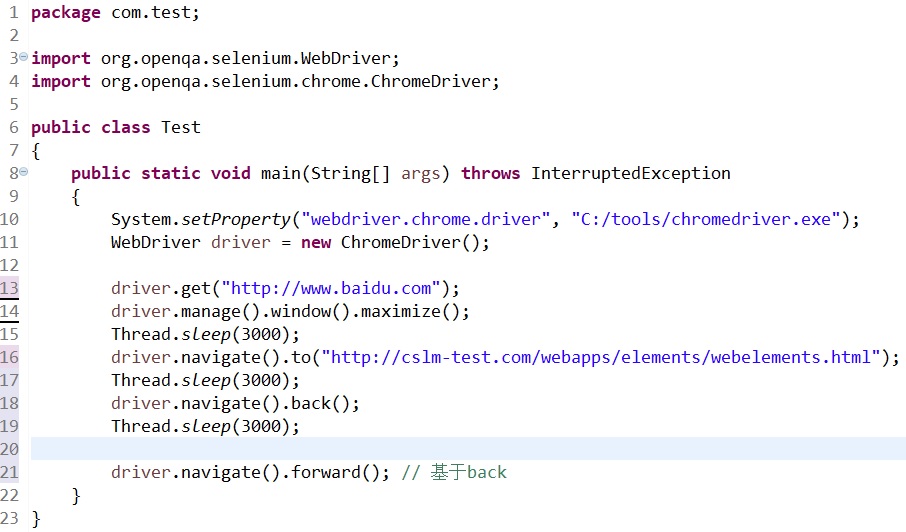 1 package com.test;
2
3 import org.openqa.selenium.WebDriver;
4 import org.openqa.selenium.chrome.ChromeDriver;
5
6 public class Test
7 {
8     public static void main(String[] args) throws InterruptedException
9     {
10         System.setProperty("webdriver.chrome.driver", "C:/tools/chromedriver.exe");
11         WebDriver driver = new ChromeDriver();
12
13         driver.get("http://www.baidu.com");
14         driver.manage().window().maximize();
15         Thread.sleep(3000);
16         driver.navigate().to("http://cslm-test.com/webapps/elements/webelements.html");
17         Thread.sleep(3000);
18         driver.navigate().back();
19         Thread.sleep(3000);
20
21         driver.navigate().forward(); // 基于back
22     }
23 }